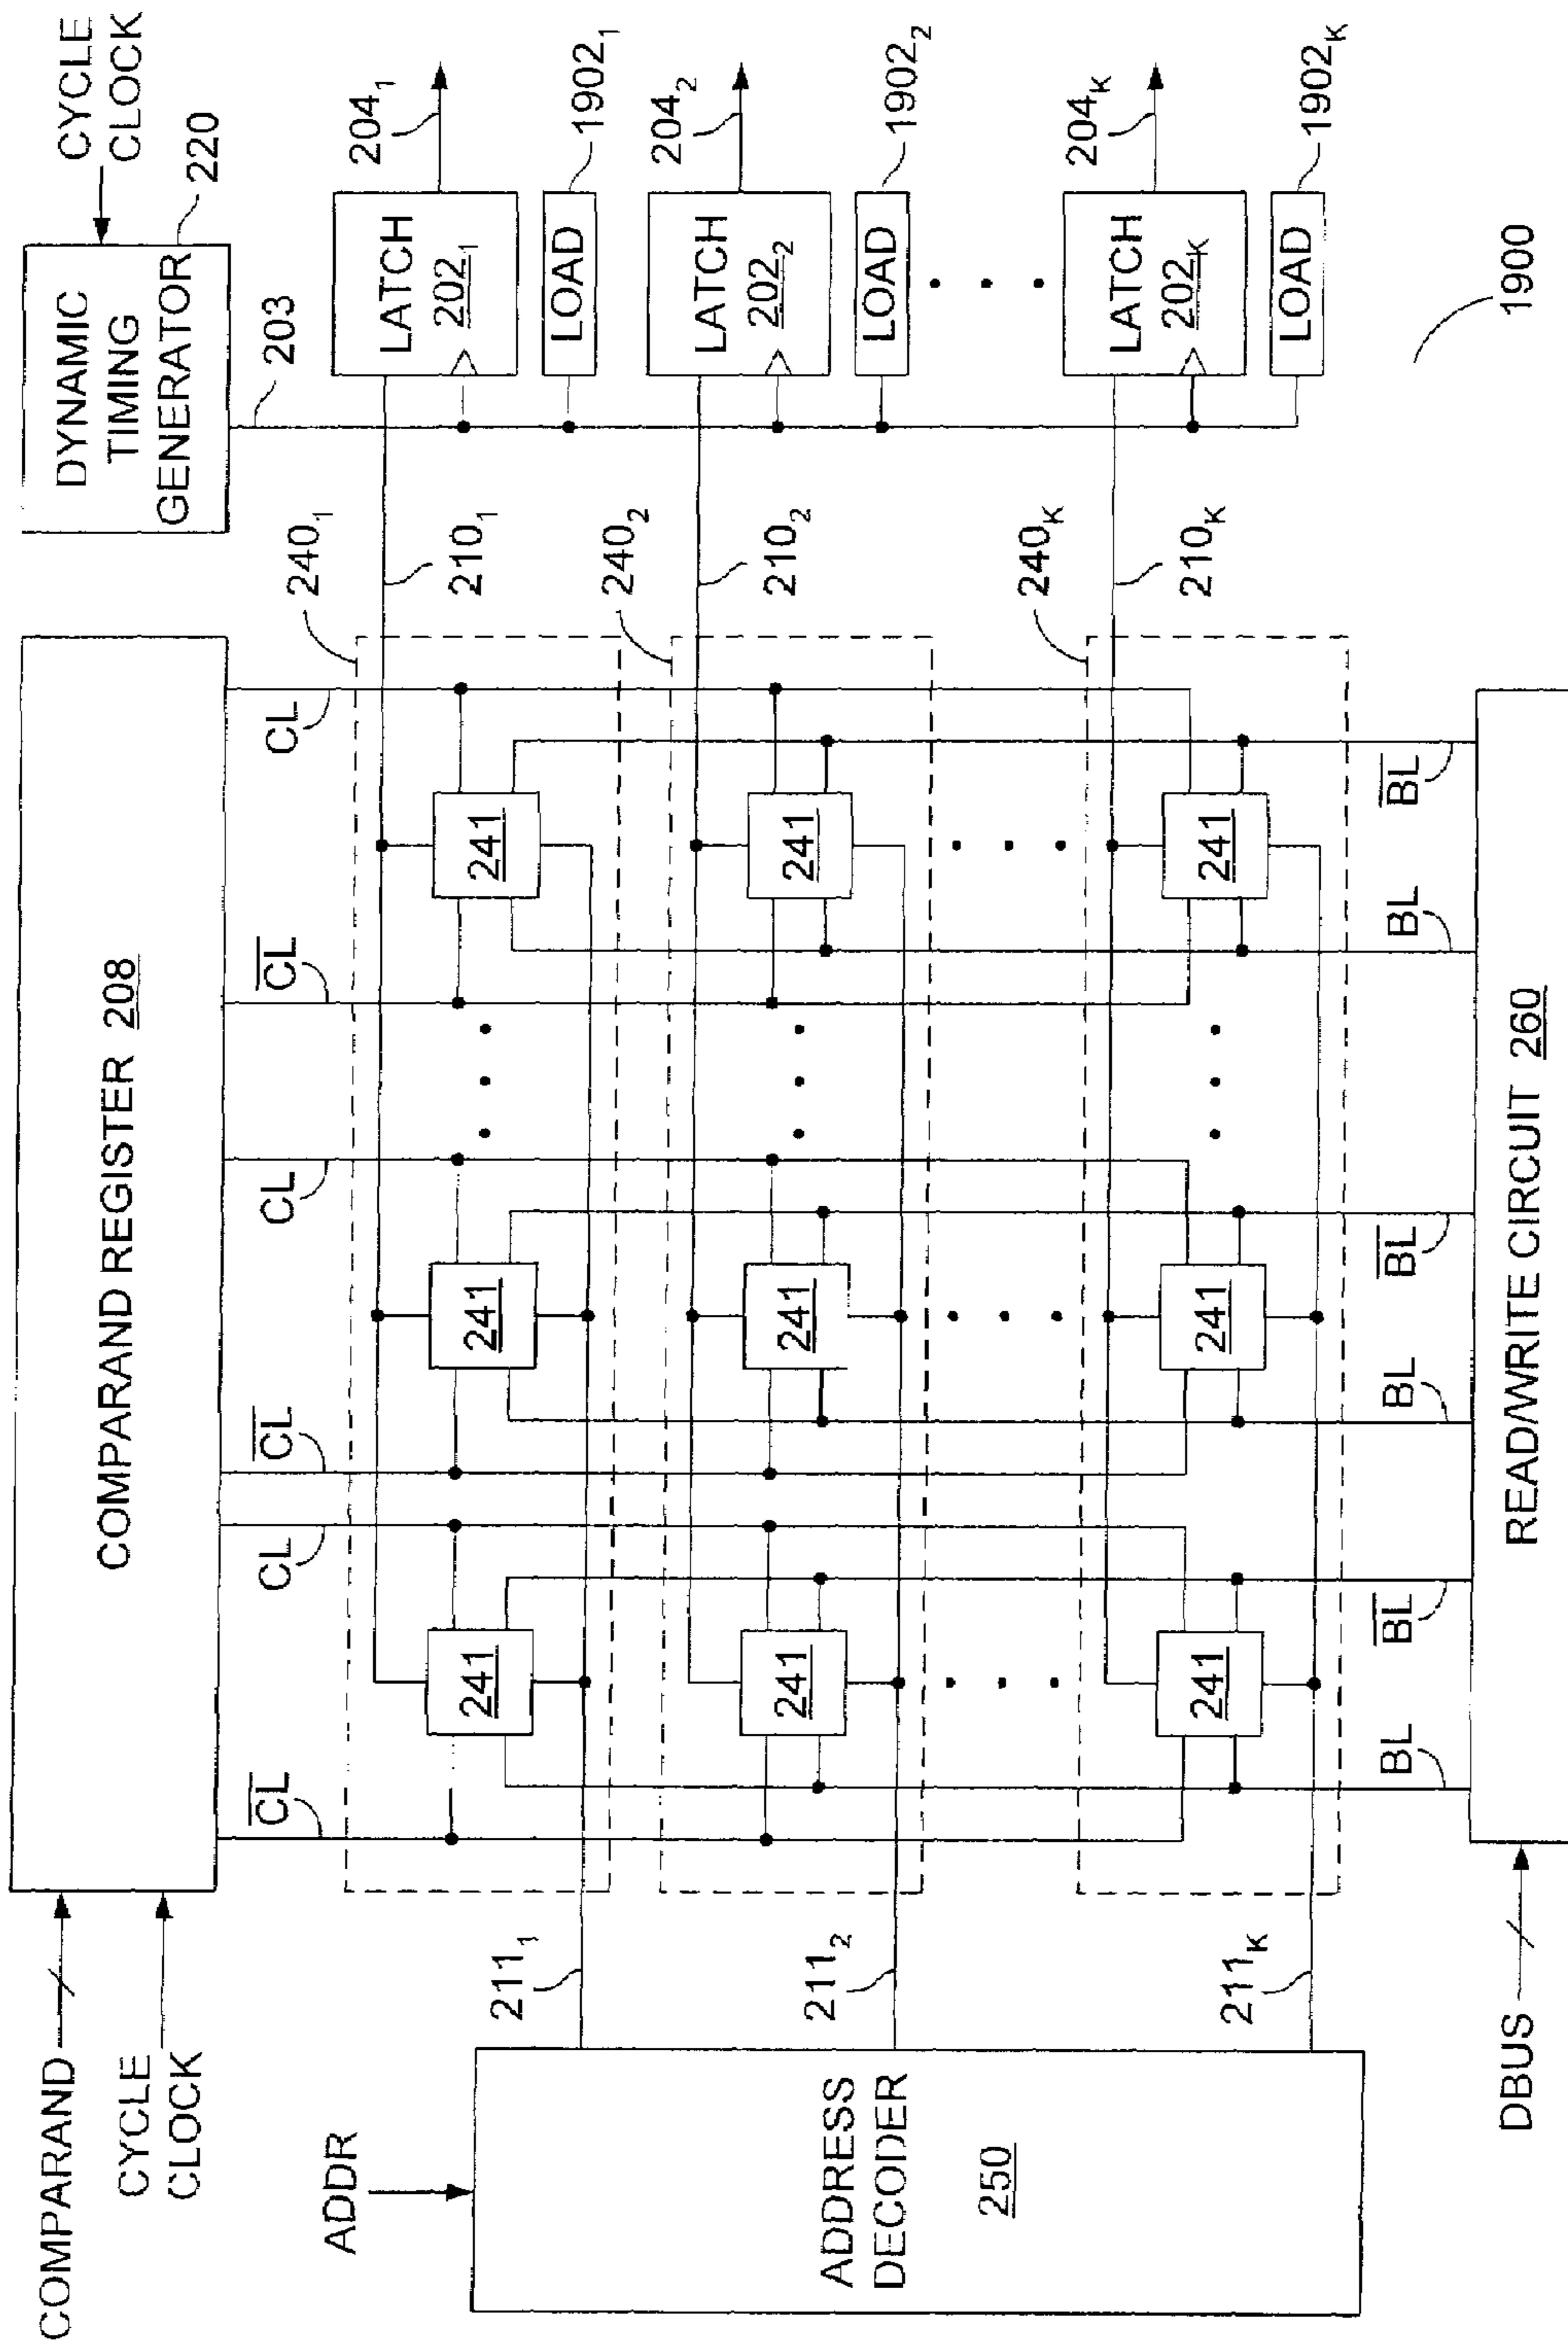 COMPARAND
CYCLE
CLOCK
COMPARAND REGISTER 208
CYCLE
CLOCK
DYNAMIC
TIMING
GENERATOR
220
203
CL
CL
CL
CL
CL
CL
240₁
210₁
241
241
241
LATCH
202₁
204₁
LOAD
1902₁
240₂
210₂
241
241
241
LATCH
202₂
204₂
LOAD
1902₂
240K
210K
241
241
241
LATCH
202K
204K
LOAD
1902K
ADDR
ADDRESS
DECODER
250
211₁
211₂
211K
BL
BL
BL
BL
BL
BL
DBUS
READ/WRITE CIRCUIT 260
1900